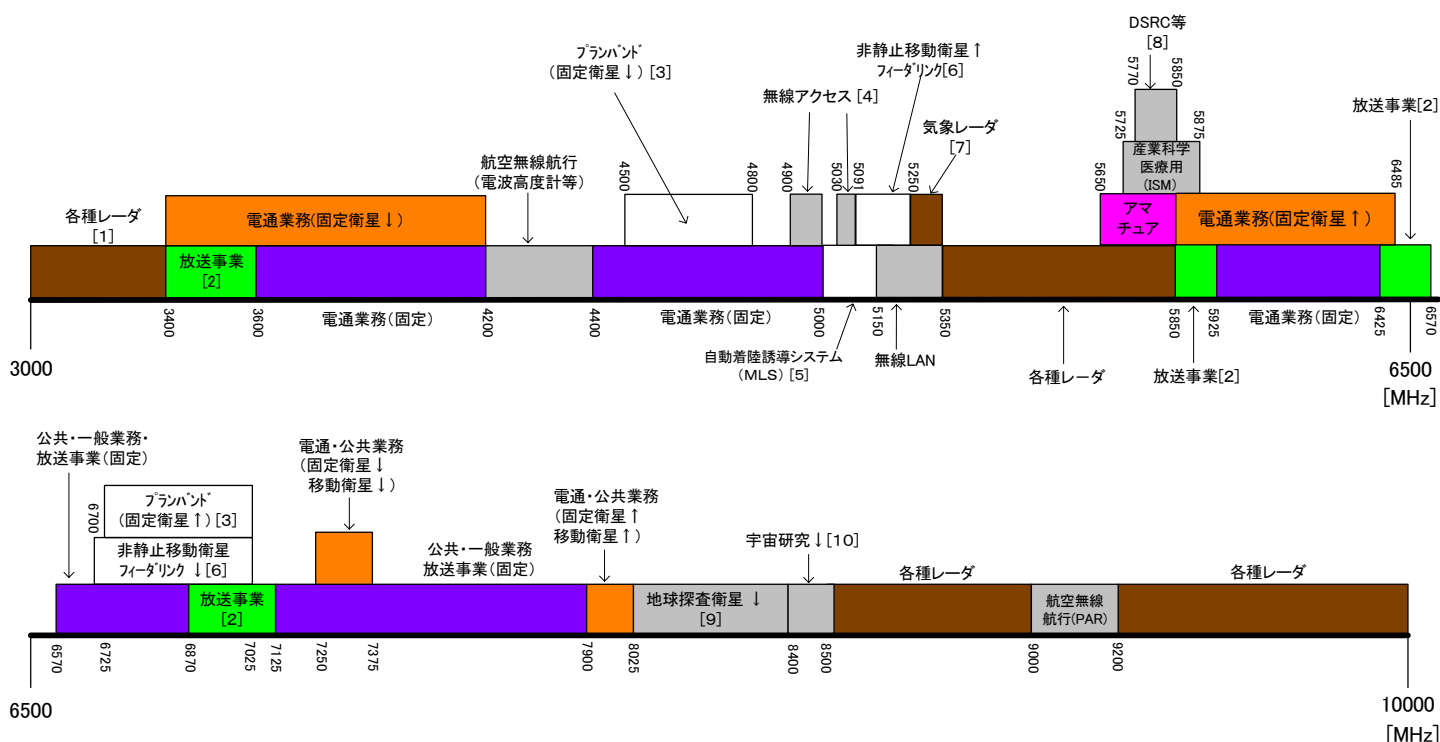 DSRC等
[8]
5770
5850
ﾌﾟﾗﾝﾊﾞﾝﾄﾞ
(固定衛星↓) [3]
非静止移動衛星↑
ﾌｨｰﾀﾞﾘﾝｸ[6]
無線アクセス [4]
気象レーダ
[7]
放送事業[2]
5725
5875
産業科学
医療用
(ISM)
航空無線航行
(電波高度計等)
4500
4800
4900
5030
5091
5250
5650
6485
各種レーダ
[1]
電通業務(固定衛星↓)
アマ
チュア
電通業務(固定衛星↑)
放送事業
[2]
3400
3600
電通業務(固定)
4200
4400
電通業務(固定)
5000
5150
5350
5850
5925
電通業務(固定)
6425
6570
自動着陸誘導システム
(MLS) [5]
無線LAN
各種レーダ
放送事業[2]
3000
6500
[MHz]
公共・一般業務・
放送事業(固定)
電通・公共業務
(固定衛星↓
移動衛星↓)
電通・公共業務
(固定衛星↑
移動衛星↑)
6700
ﾌﾟﾗﾝﾊﾞﾝﾄﾞ
(固定衛星↑) [3]
非静止移動衛星
ﾌｨｰﾀﾞﾘﾝｸ ↓[6]
公共・一般業務
放送事業(固定)
宇宙研究↓[10]
各種レーダ
各種レーダ
放送事業
[2]
地球探査衛星 ↓
[9]
航空無線
航行(PAR)
6570
6725
6870
7025
7125
7250
7375
7900
8025
8400
8500
9000
9200
6500
10000
[MHz]